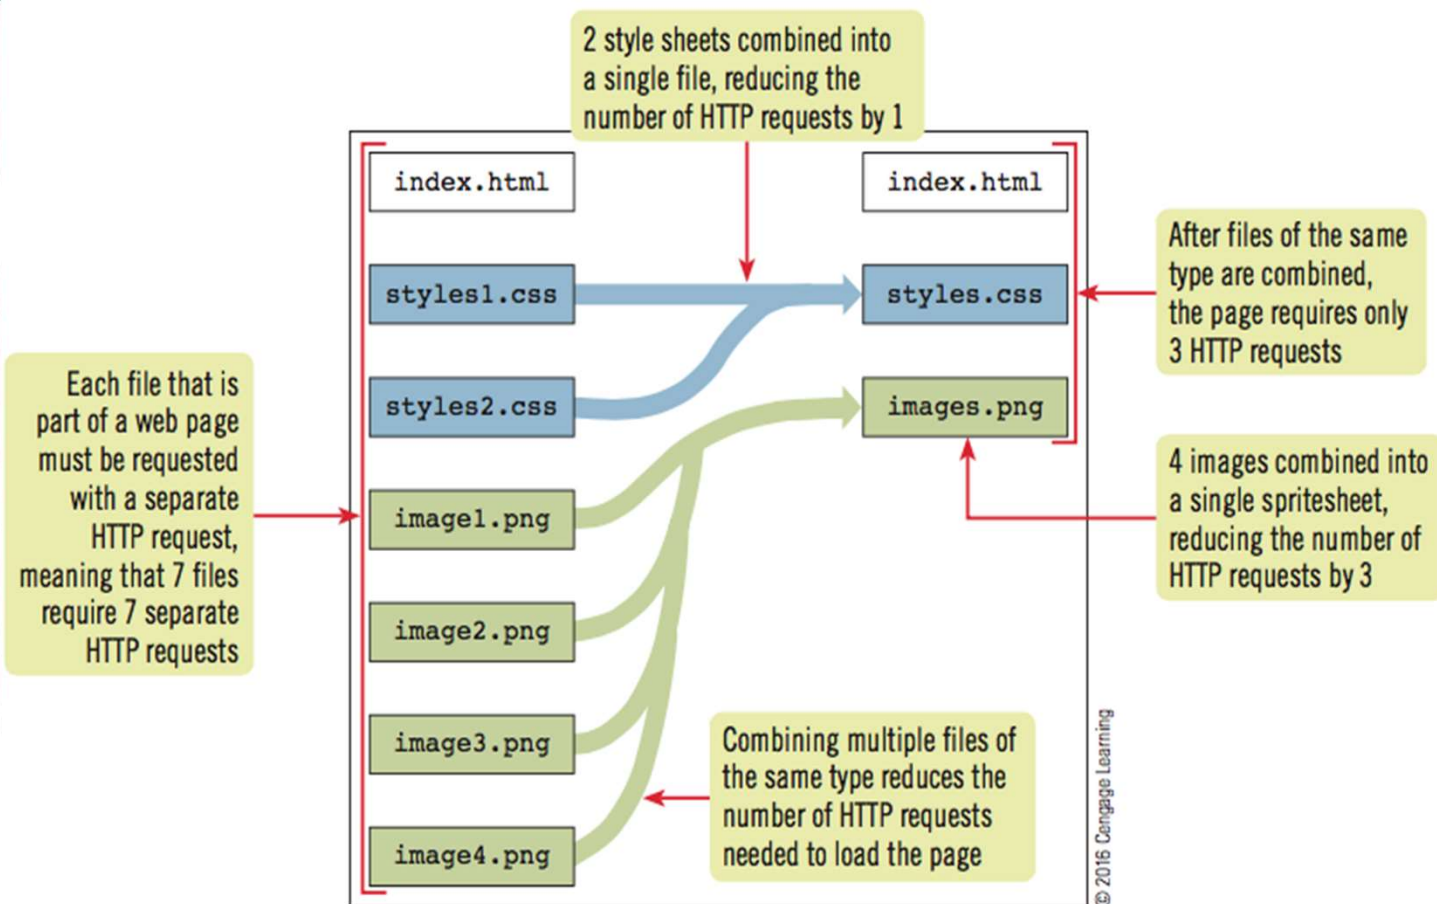 2 style sheets combined into
a single file, reducing the
number of HTTP requests by 1
index.html
index.html
styles1.css
styles.css
After files of the same
type are combined,
the page requires only
3 HTTP requests
Each file that is
part of a web page
must be requested
with a separate
HTTP request,
meaning that 7 files
require 7 separate
HTTP requests
styles2.css
images.png
4 images combined into
a single spritesheet,
reducing the number of
HTTP requests by 3
image1.png
image2.png
image3.png
Combining multiple files of
the same type reduces the
number of HTTP requests
needed to load the page
image4.png
© 2016 Cengage Learning